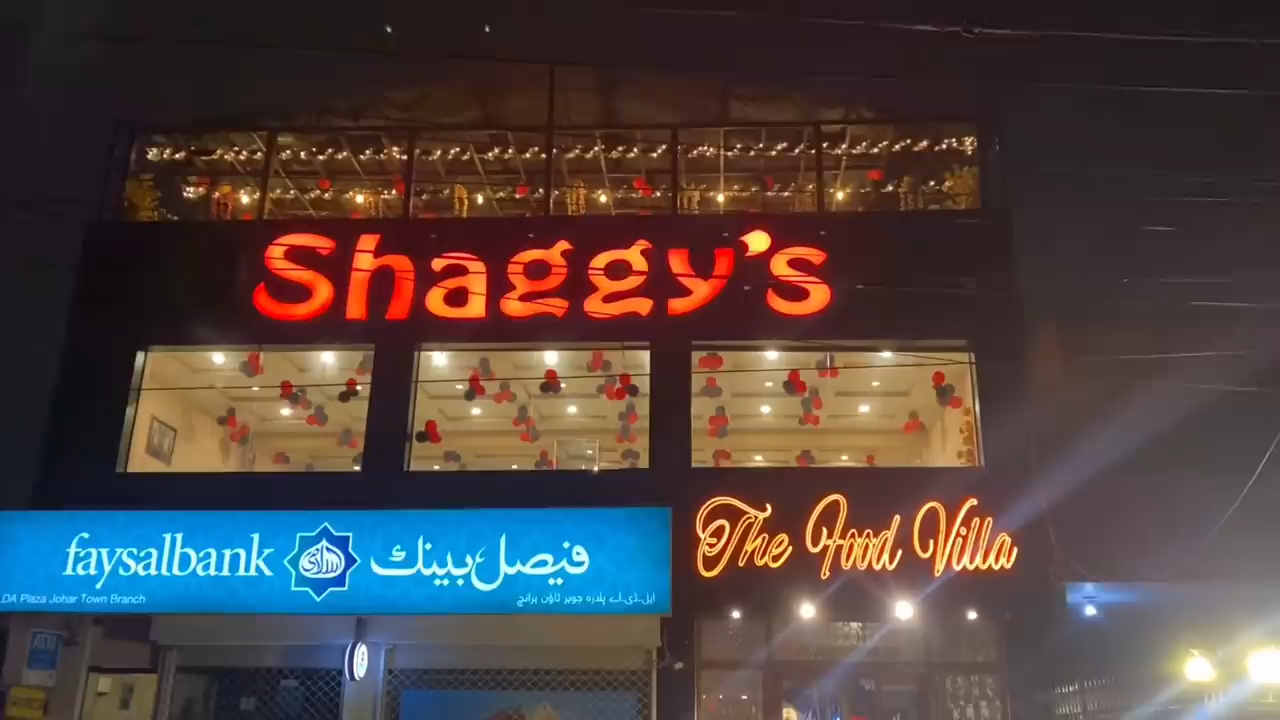 Shaggy's
The Food Villa
faysalbank
فیصل بینک
DA Plaza Johar Town Branch
ایل۔ڈی۔اے پلازہ جوہر ٹاؤن برانچ
ATM